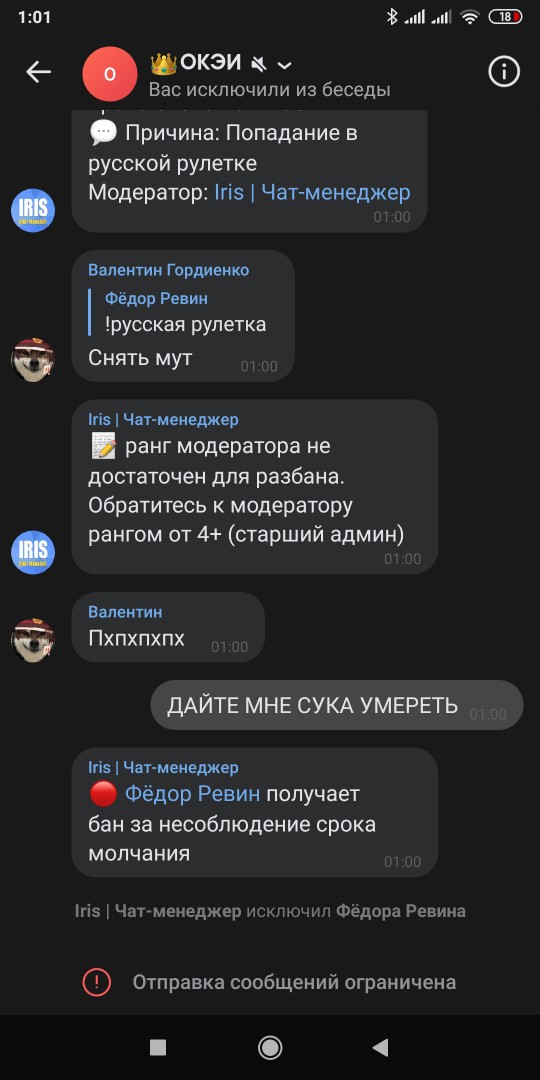 1:01
18
О
👑ОКЭИ
Вас исключили из беседы
💬 Причина: Попадание в
русской рулетке
Модератор: Iris | Чат-менеджер
01:00
IRIS
Валентин Гордиенко
Фёдор Ревин
!русская рулетка
Снять мут
01:00
Iris | Чат-менеджер
📝 ранг модератора не
достаточен для разбана.
Обратитесь к модератору
рангом от 4+ (старший админ)
01:00
IRIS
Валентин
Пхпхпхпх
01:00
ДАЙТЕ МНЕ СУКА УМЕРЕТЬ
01:00
Iris | Чат-менеджер
🔴 Фёдор Ревин получает
бан за несоблюдение срока
молчания
01:00
Iris | Чат-менеджер исключил Фёдора Ревина
Отправка сообщений ограничена